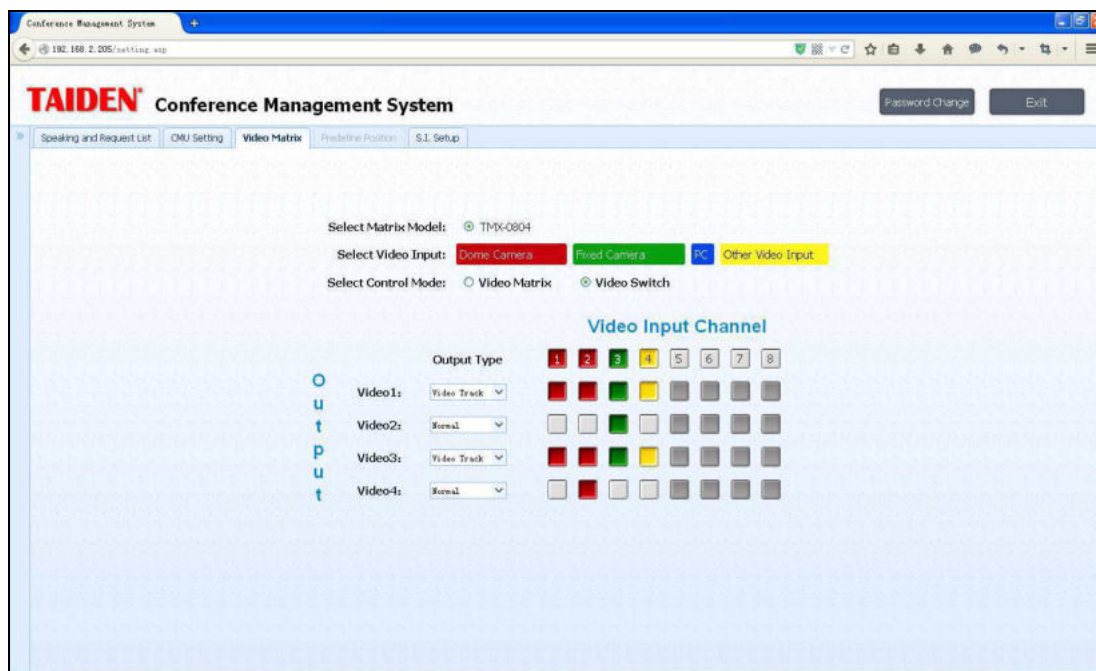 Conference Management System
192.168.2.205/setting.asp
TAIDEN® Conference Management System
Password Change
Exit
Speaking and Request List
CMU Setting
Video Matrix
Predefine Position
S.I. Setup
Select Matrix Model: TMX-0804
Select Video Input: Dome Camera Fixed Camera PC Other Video Input
Select Control Mode: Video Matrix Video Switch
Video Input Channel
Output Type 1 2 3 4 5 6 7 8
Output
Video1: Video Track
Video2: Normal
Video3: Video Track
Video4: Normal